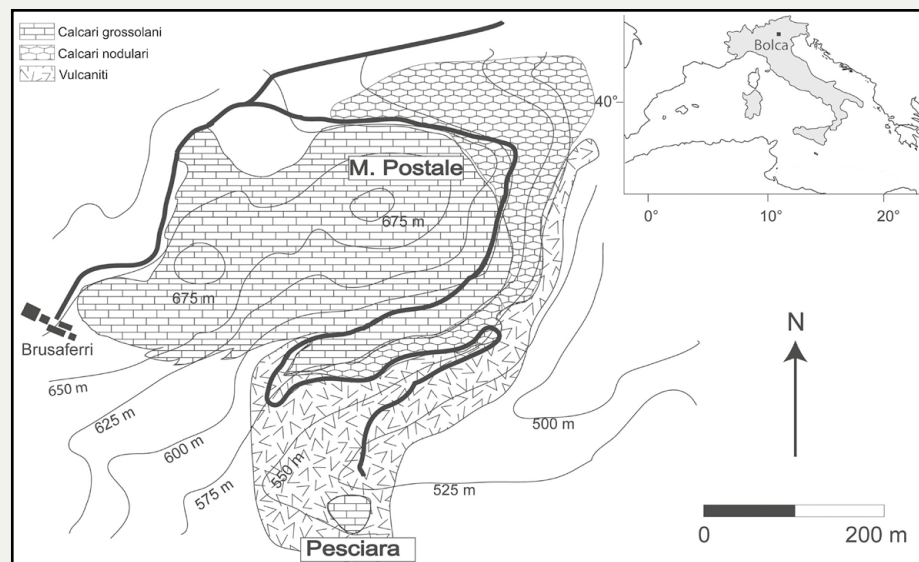 Calcari grossolani
Calcari nodulari
Vulcaniti
Bolca
40°
0°
10°
20°
M. Postale
675 m
675 m
Brusaferri
650 m
625 m
600 m
575 m
550 m
525 m
500 m
N
Pesciara
0
200 m